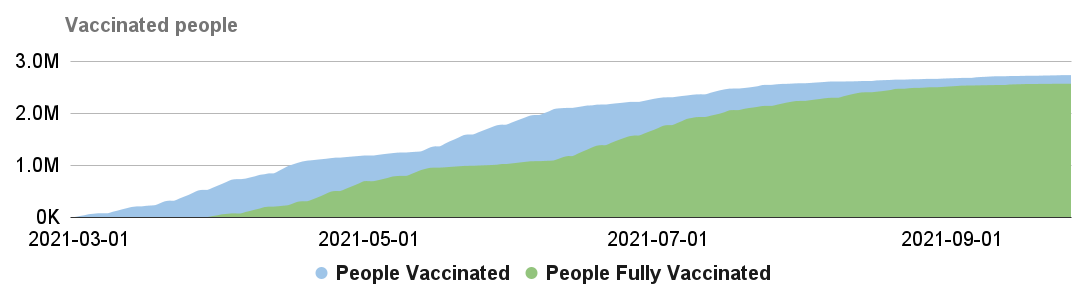 Vaccinated people
3.0M
2.0M
1.0M
0K
2021-03-01 2021-05-01 2021-07-01 2021-09-01
People Vaccinated People Fully Vaccinated